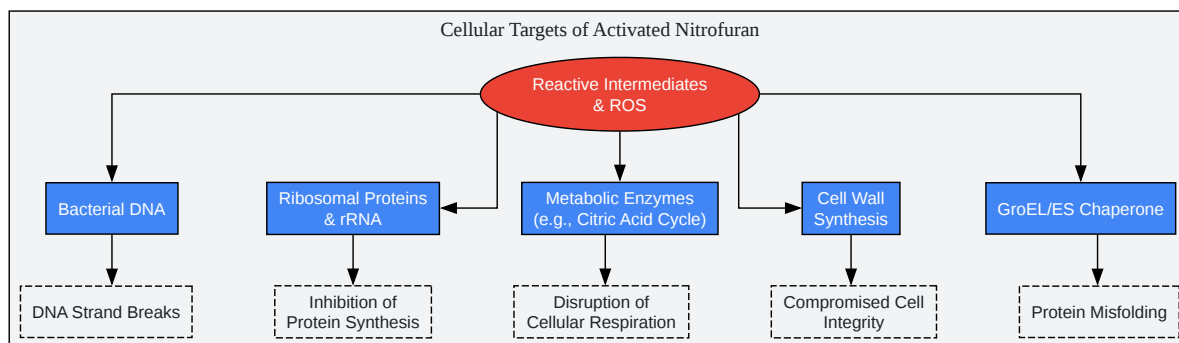 Cellular Targets of Activated Nitrofuran
Reactive Intermediates
& ROS
Bacterial DNA
Ribosomal Proteins
& rRNA
Metabolic Enzymes
(e.g., Citric Acid Cycle)
Cell Wall
Synthesis
GroEL/ES Chaperone
DNA Strand Breaks
Inhibition of
Protein Synthesis
Disruption of
Cellular Respiration
Compromised Cell
Integrity
Protein Misfolding